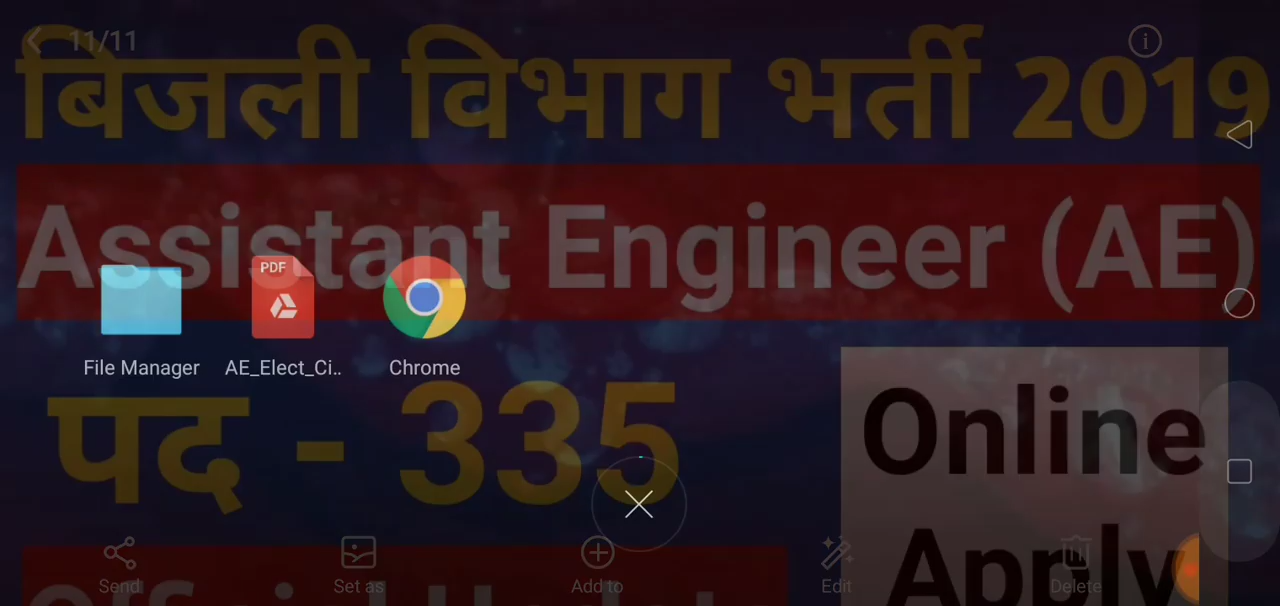 11/11
बिजली विभाग भर्ती 2019
Assistant Engineer (AE)
PDF
File Manager
AE_Elect_Ci..
Chrome
पद - 335
Online
Apply
Send
Set as
Add to
Edit
Delete